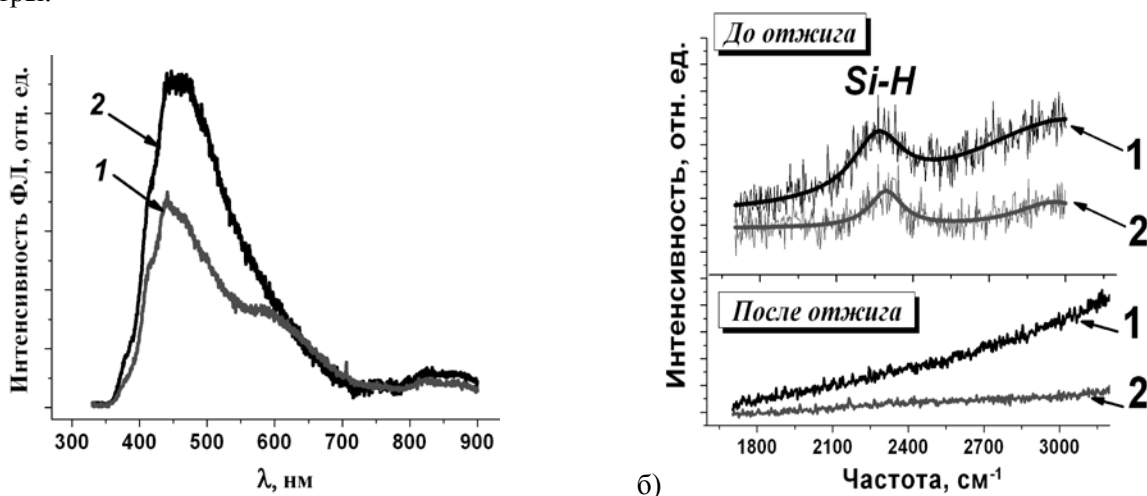 Интенсивность ФЛ, отн. ед.
2
1
300 400 500 600 700 800 900
λ, нм
б)
До отжига
Si-H
1
2
Интенсивность, отн. ед.
После отжига
1
2
1800 2100 2400 2700 3000
Частота, см⁻¹